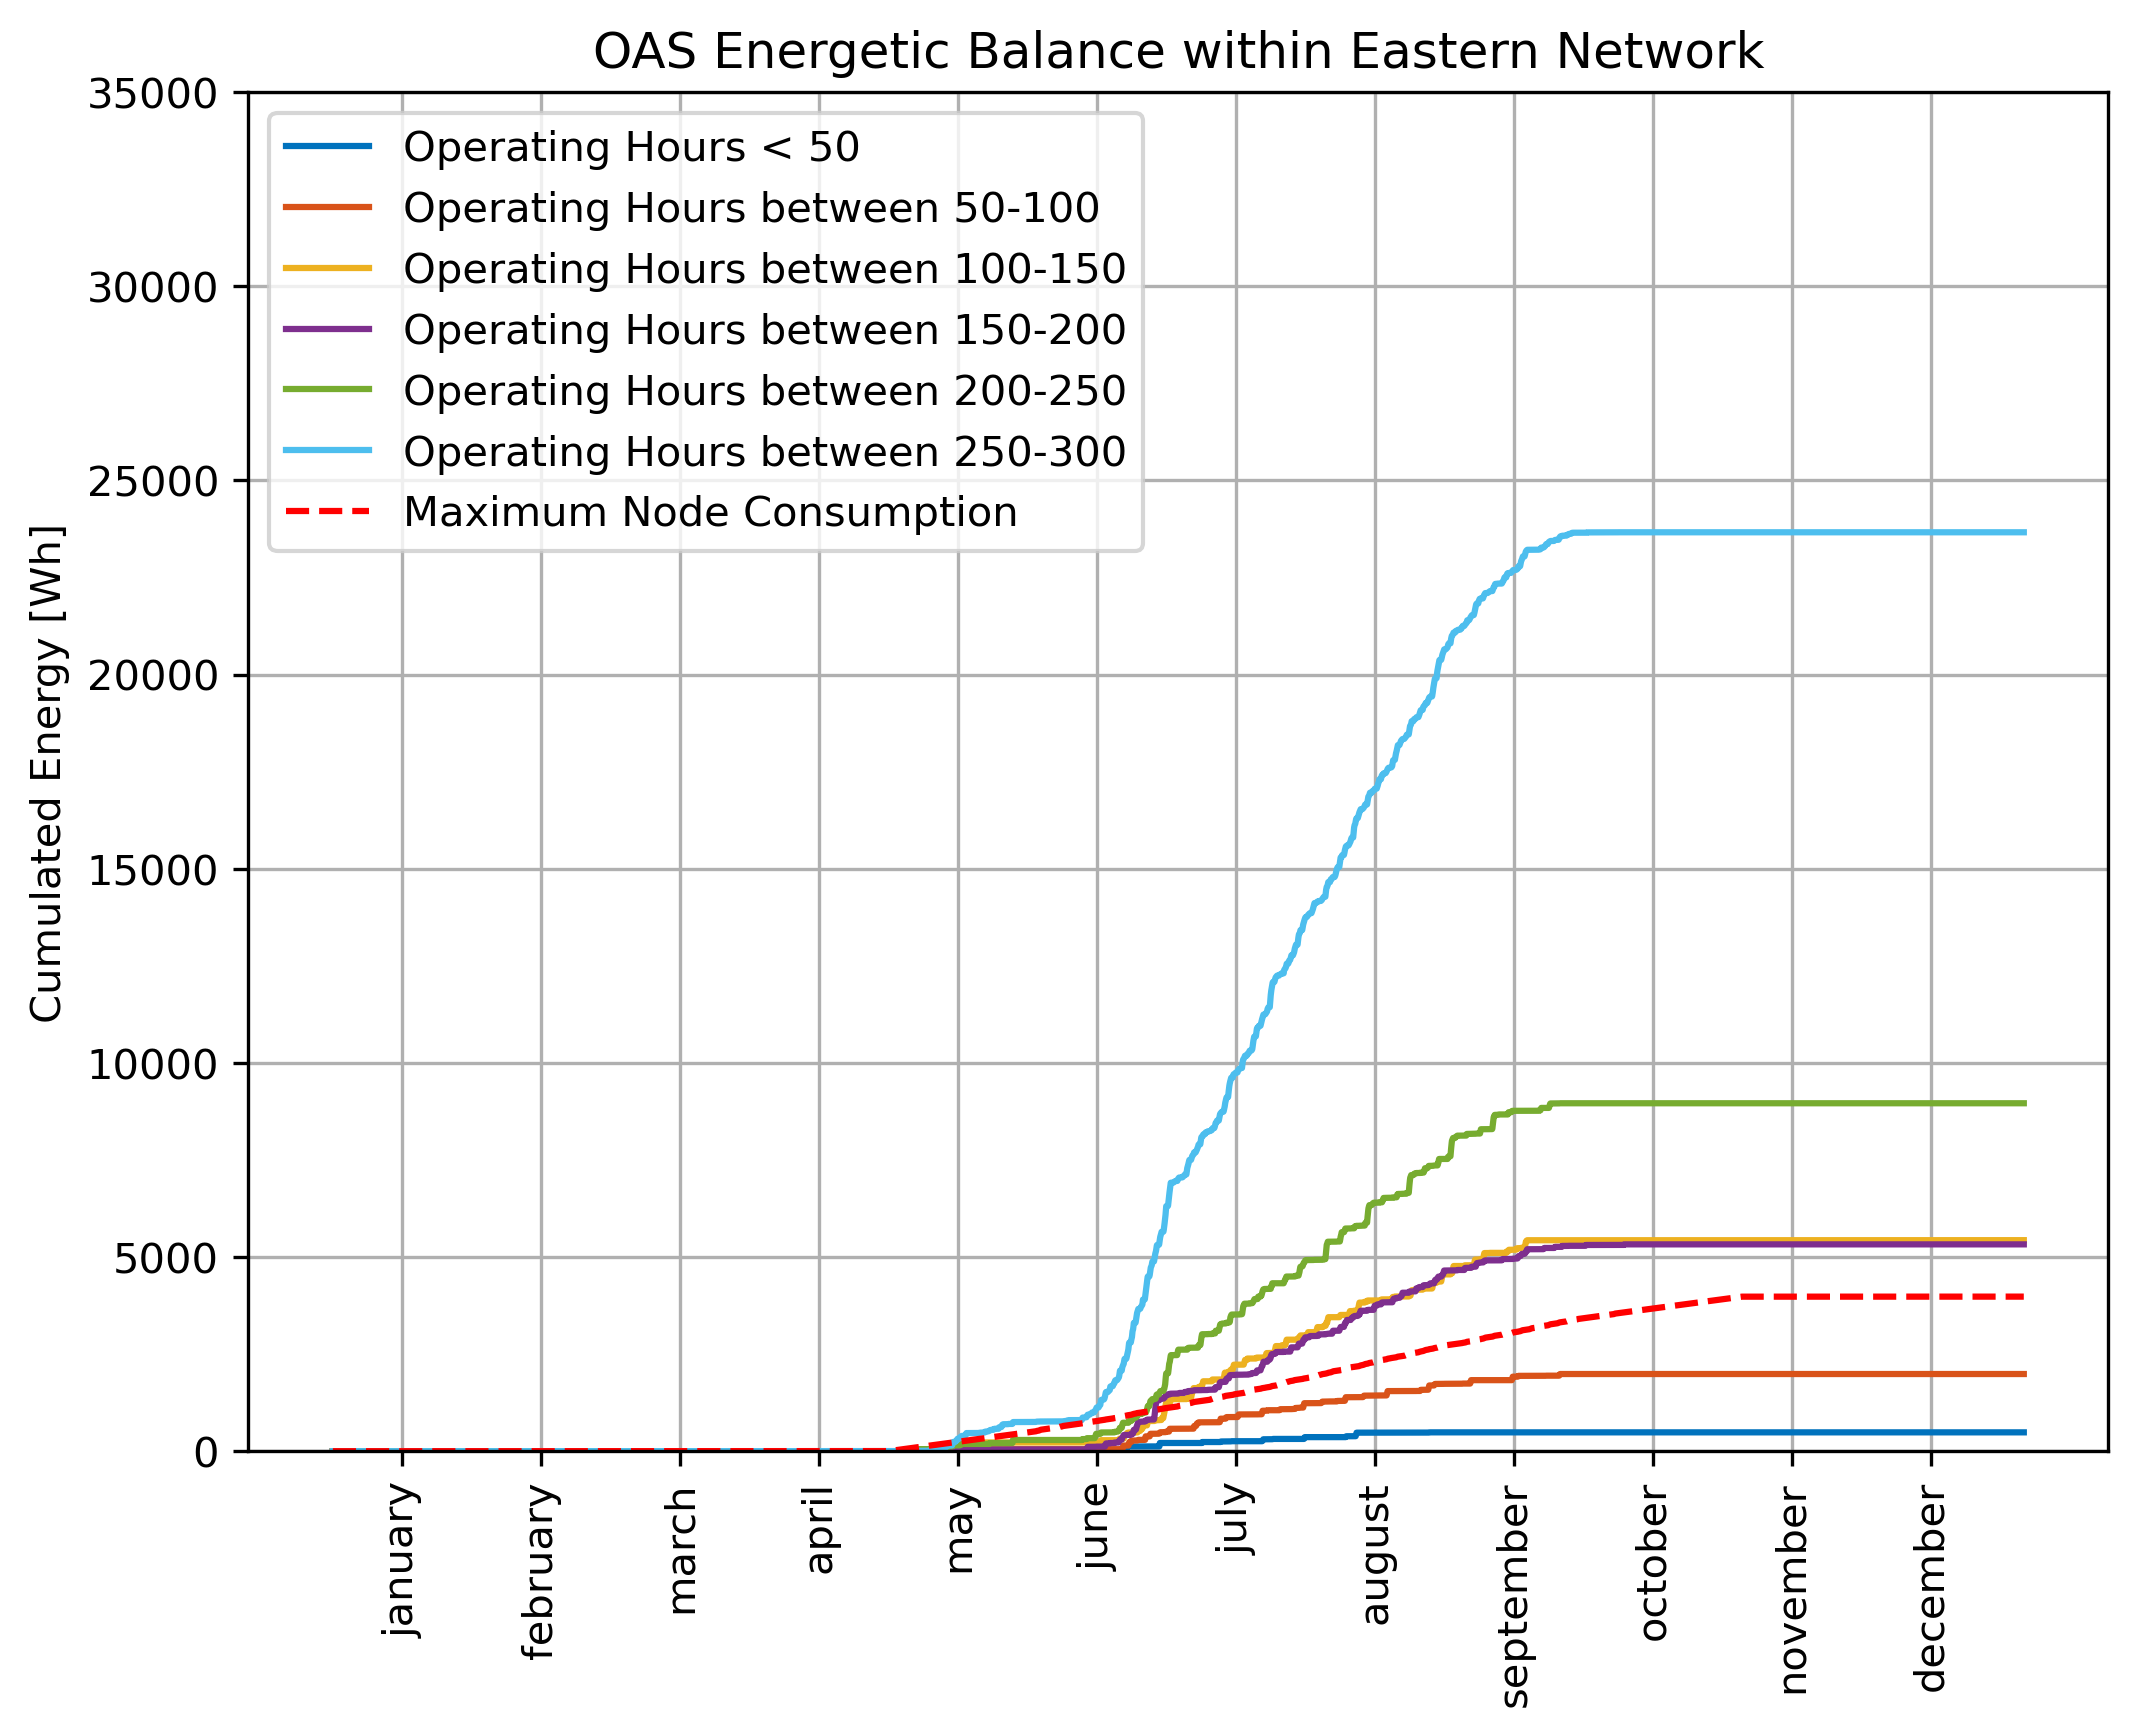 OAS Energetic Balance within Eastern Network
35000
30000
25000
20000
15000
10000
5000
0
Cumulated Energy [Wh]
Operating Hours < 50
Operating Hours between 50-100
Operating Hours between 100-150
Operating Hours between 150-200
Operating Hours between 200-250
Operating Hours between 250-300
Maximum Node Consumption
january
february
march
april
may
june
july
august
september
october
november
december